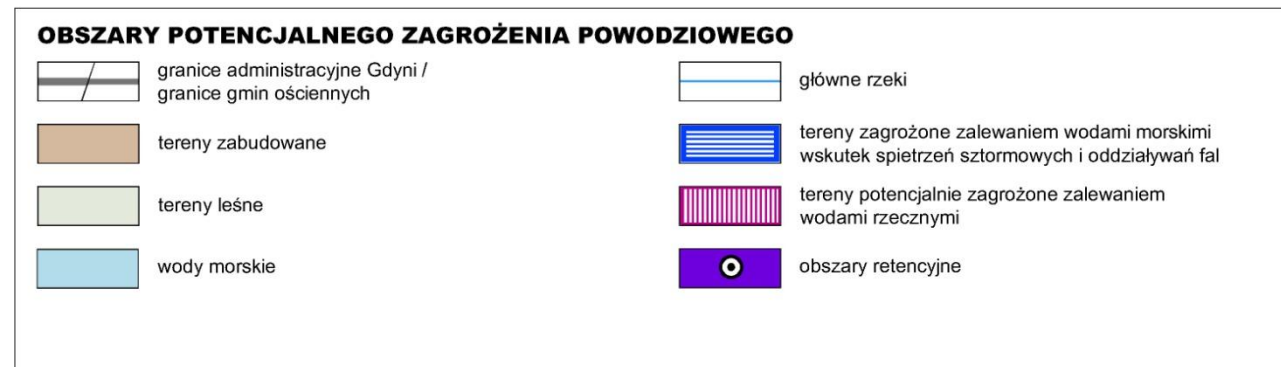 OBSZARY POTENCJALNEGO ZAGROŻENIA POWODZIOWEGO
granice administracyjne Gdyni /
granice gmin ościennych
tereny zabudowane
tereny leśne
wody morskie
główne rzeki
tereny zagrożone zalewaniem wodami morskimi
wskutek spietrzeń sztormowych i oddziaływań fal
tereny potencjalnie zagrożone zalewaniem
wodami rzecznymi
obszary retencyjne